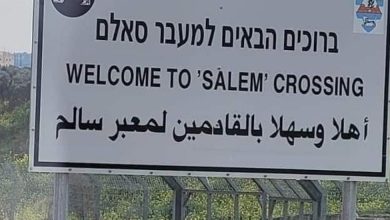 ברוכים הבאים למעבר סאלם
WELCOME TO 'SALEM' CROSSING
أهلا وسهلا بالقادمين لمعبر سالم